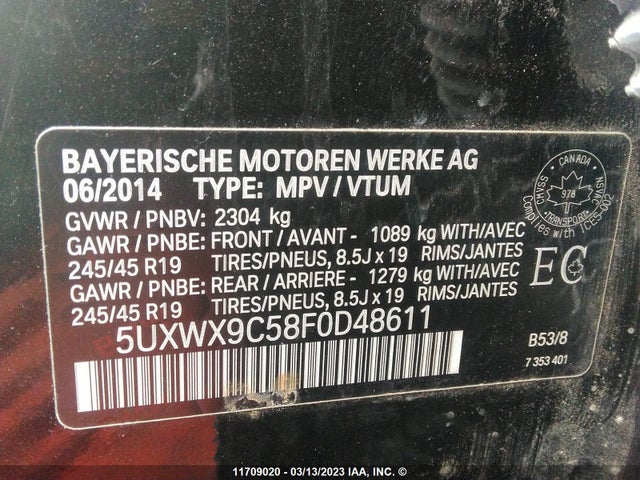 BAYERISCHE MOTOREN WERKE AG
06/2014 TYPE: MPV / VTUM
GVWR / PNBV: 2304 kg
GAWR / PNBE: FRONT / AVANT - 1089 kg WITH/AVEC
245/45 R19 TIRES/PNEUS, 8.5J x 19 RIMS/JANTES
GAWR / PNBE: REAR / ARRIERE - 1279 kg WITH/AVEC
245/45 R19 TIRES/PNEUS, 8.5J x 19 RIMS/JANTES
5UXWX9C58F0D48611
CANADA
CMVSS NSVAC
978
TRANSPORT
Complies with ICES-002
EC
B53/8
7 353 401
11709020 - 03/13/2023 IAA, INC. ©